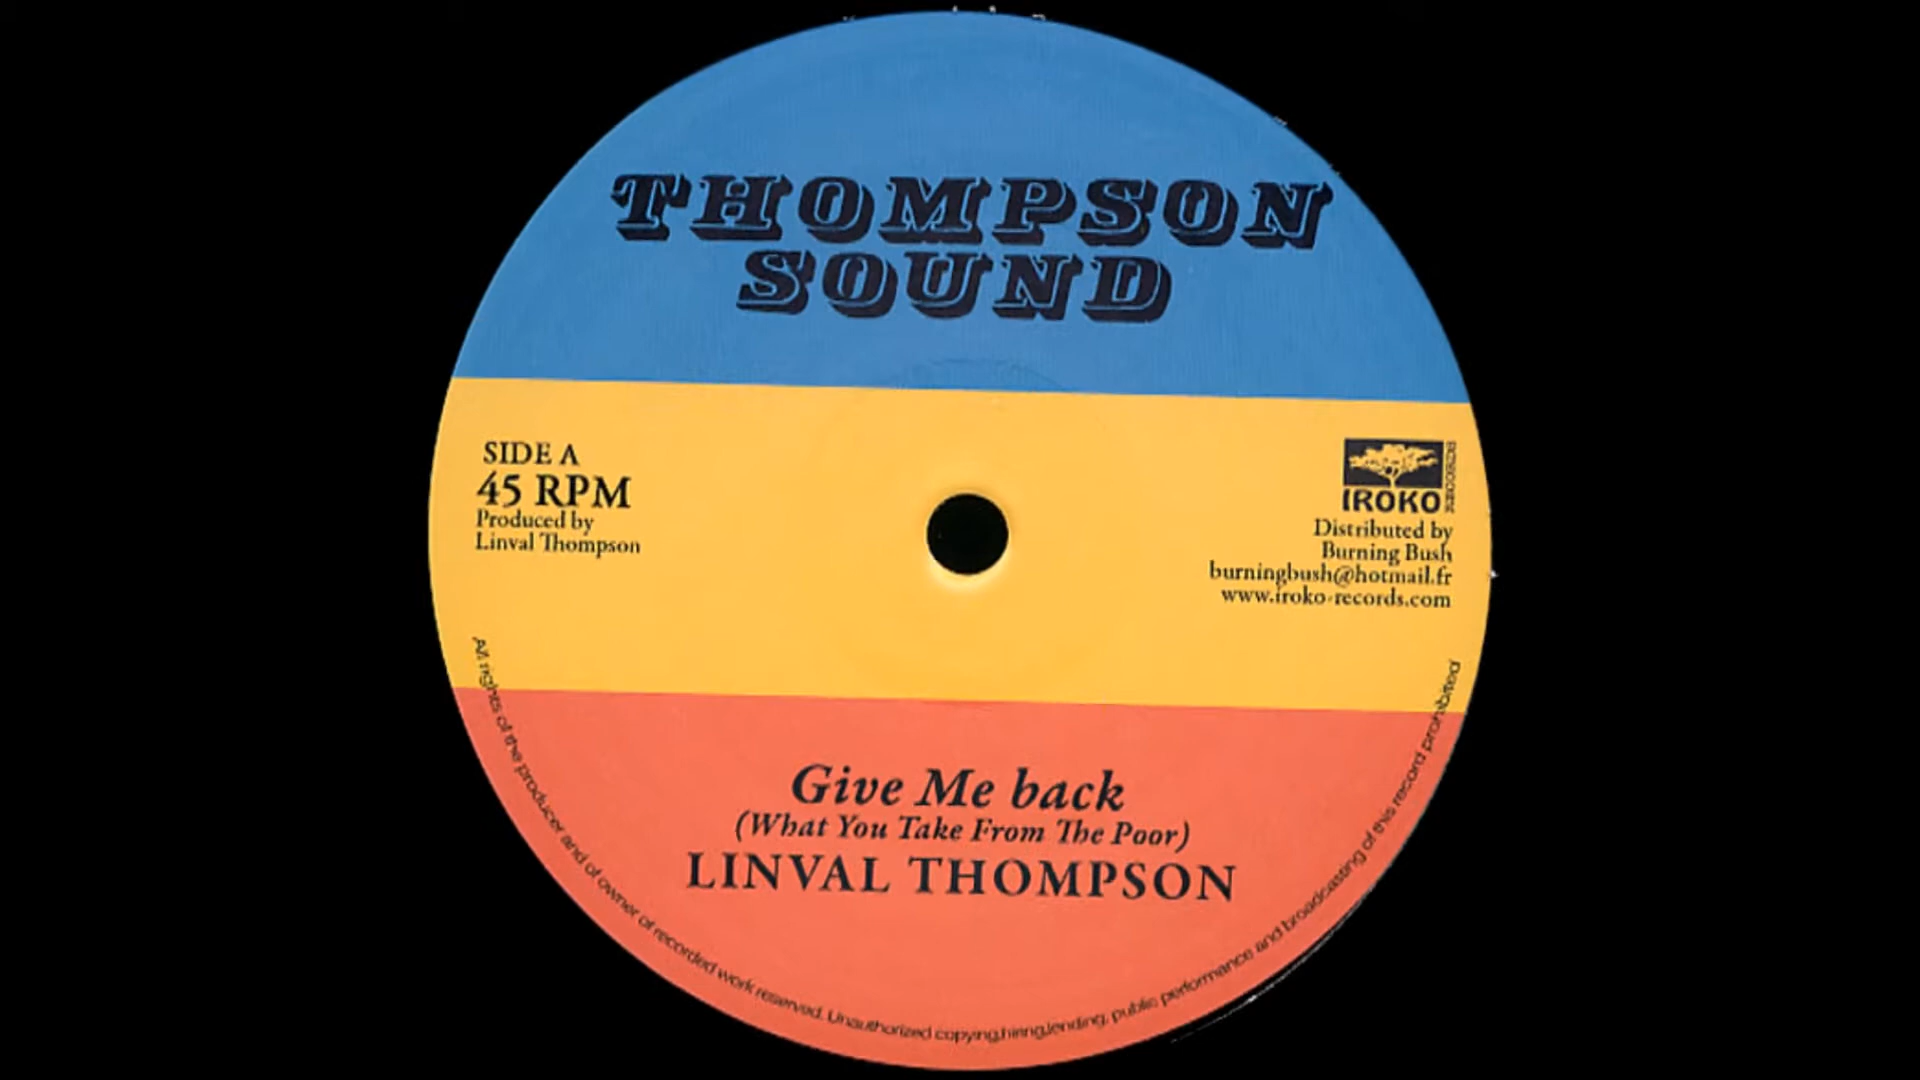 THOMPSON
SOUND
SIDE A
45 RPM
Produced by
Linval Thompson
IROKO
RECORDS
Distributed by
Burning Bush
burningbush@hotmail.fr
www.iroko-records.com
Give Me back
(What You Take From The Poor)
LINVAL THOMPSON
All rights of the producer and of owner of recorded work reserved. Unauthorized copying,hiring,lending, public performance and broadcasting of this record prohibited